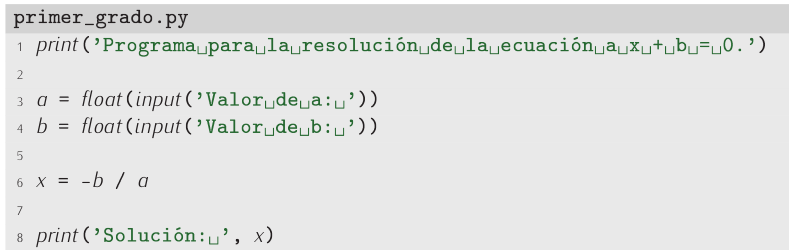 primer_grado.py
1 print('Programa␣para␣la␣resolución␣de␣la␣ecuación␣a␣x␣+␣b␣=␣0.')
2
3 a = float(input('Valor␣de␣a:␣'))
4 b = float(input('Valor␣de␣b:␣'))
5
6 x = -b / a
7
8 print('Solución:␣', x)